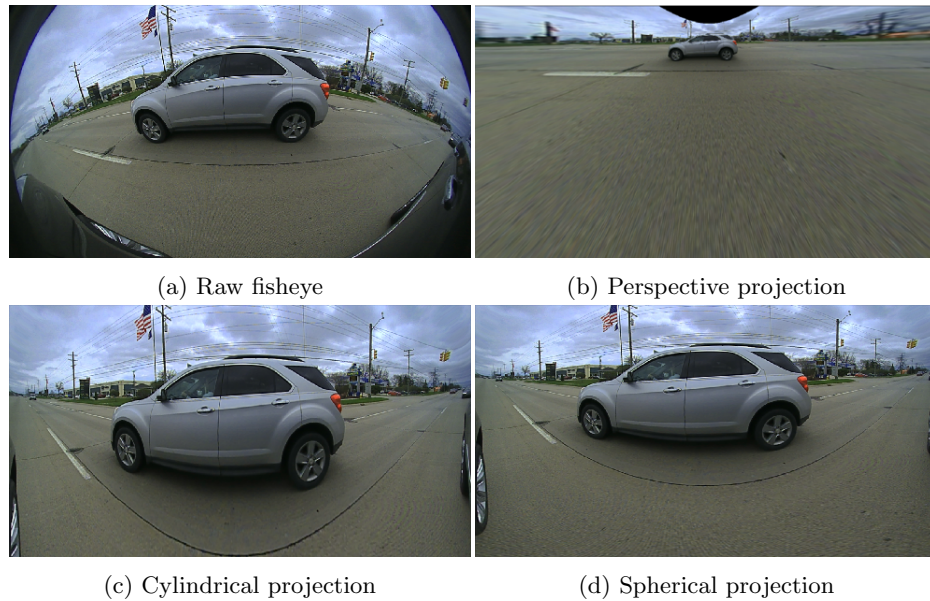 (a) Raw fisheye
(b) Perspective projection
(c) Cylindrical projection
(d) Spherical projection